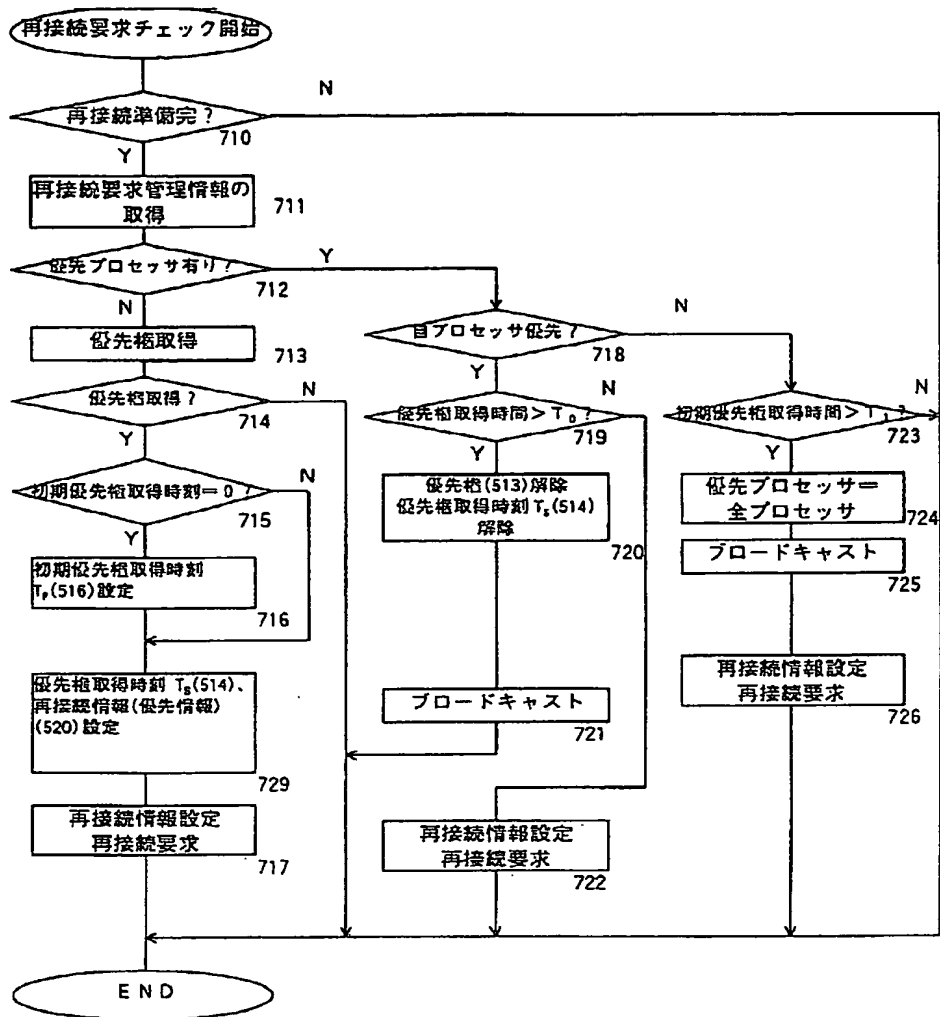 再接続要求チェック開始
再接続準備完?
N
710
Y
再接続要求管理情報の
取得
711
優先プロセッサ有り?
Y
712
N
優先権取得
713
優先権取得?
N
714
Y
初期優先権取得時刻=0?
N
715
Y
初期優先権取得時刻
TF(516)設定
716
優先権取得時刻 TS(514)、
再接続情報(優先情報)
(520)設定
729
再接続情報設定
再接続要求
717
自プロセッサ優先?
N
718
Y
優先権取得時間>T0?
N
719
Y
優先権(513)解除
優先権取得時刻TS(514)
解除
720
ブロードキャスト
721
再接続情報設定
再接続要求
722
初期優先権取得時間>T1?
N
723
Y
優先プロセッサ=
全プロセッサ
724
ブロードキャスト
725
再接続情報設定
再接続要求
726
END